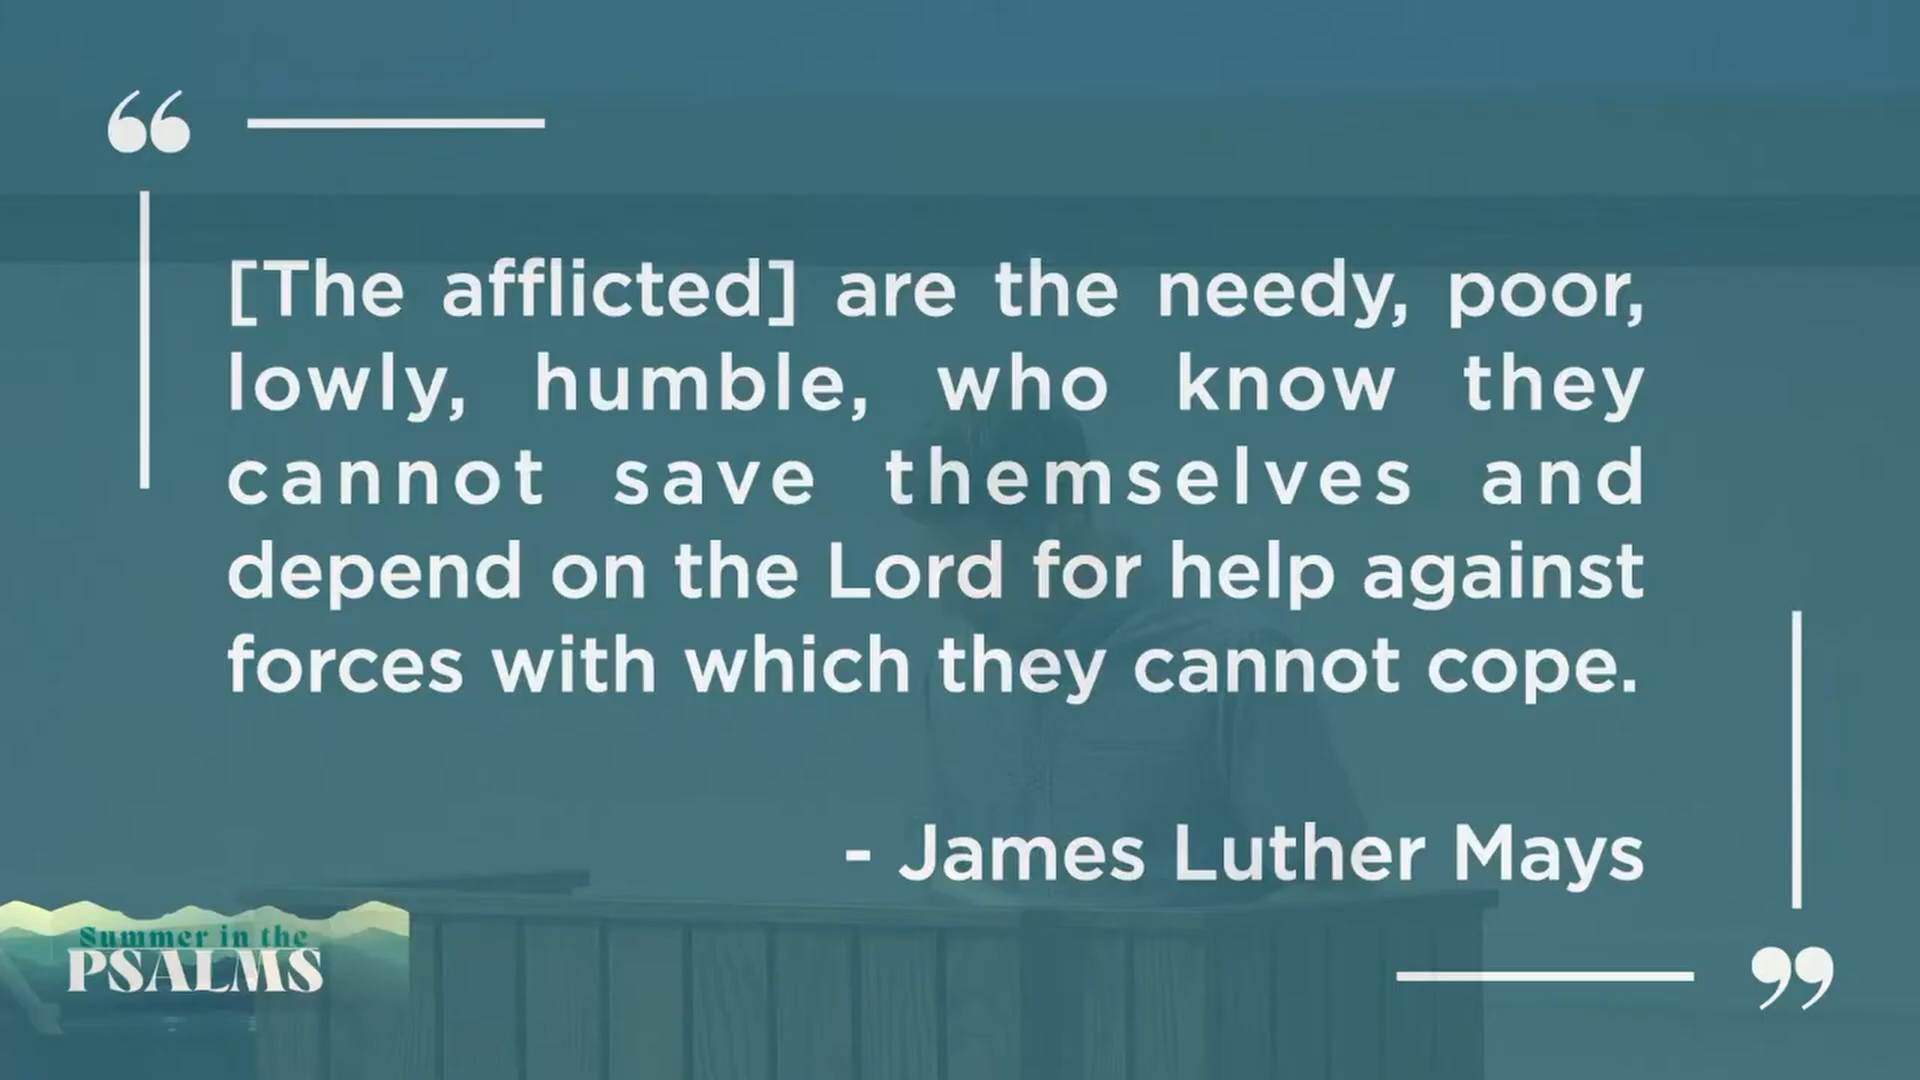 “
[The afflicted] are the needy, poor,
lowly, humble, who know they
cannot save themselves and
depend on the Lord for help against
forces with which they cannot cope.
- James Luther Mays
”
Summer in the
PSALMS